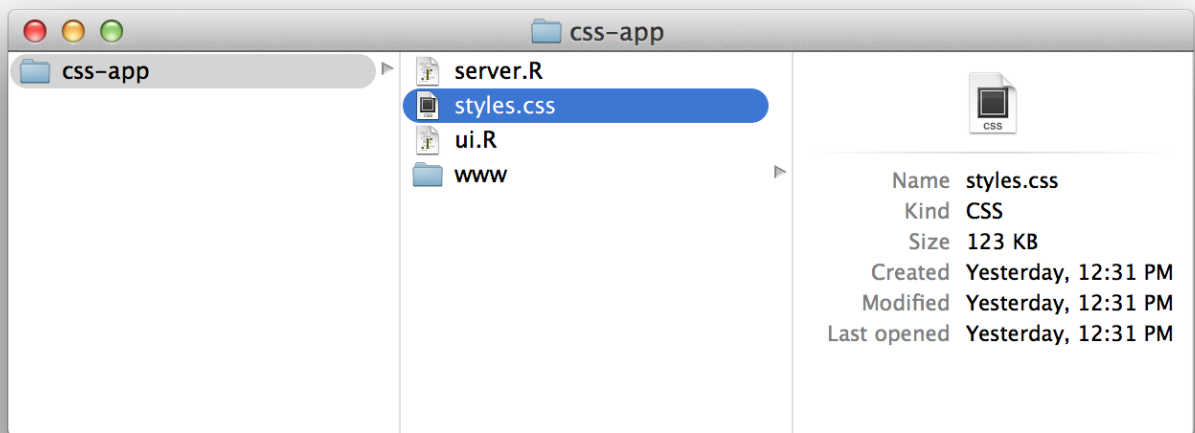 css-app
css-app
server.R
styles.css
ui.R
www
CSS
Name styles.css
Kind CSS
Size 123 KB
Created Yesterday, 12:31 PM
Modified Yesterday, 12:31 PM
Last opened Yesterday, 12:31 PM